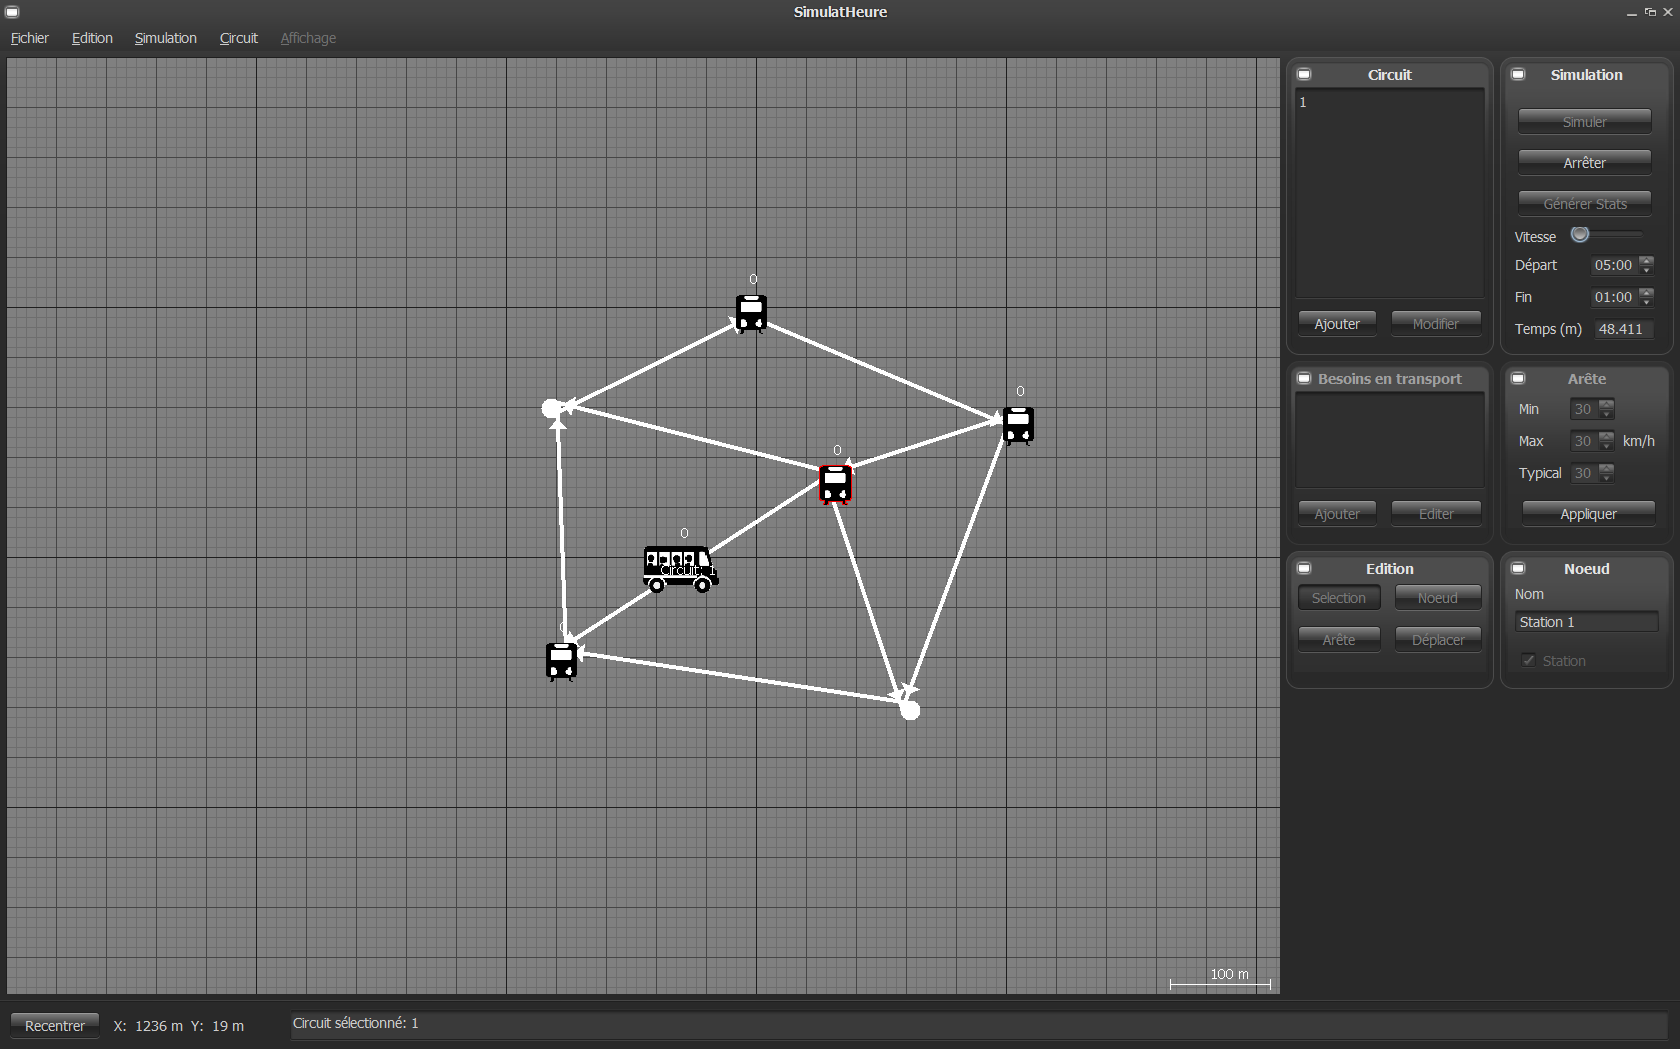 SimulatHeure
Fichier Edition Simulation Circuit Affichage
Circuit
1
Ajouter Modifier
Simulation
Simuler
Arrêter
Générer Stats
Vitesse
Départ 05:00
Fin 01:00
Temps (m) 48.411
Besoins en transport
Ajouter Editer
Arête
Min 30
Max 30 km/h
Typical 30
Appliquer
Edition
Selection Noeud
Arête Déplacer
Noeud
Nom
Station 1
Station
0
0
0
0
Circuit: 1
0
100 m
Recentrer X: 1236 m Y: 19 m
Circuit sélectionné: 1